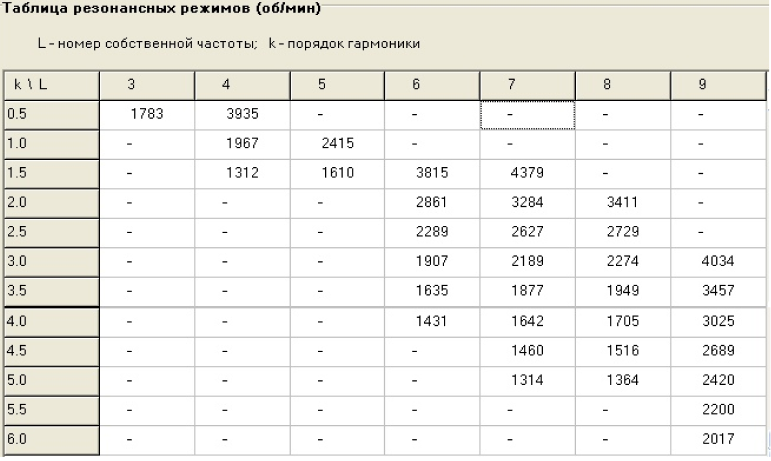 Таблица резонансных режимов (об/мин)
L - номер собственной частоты; k - порядок гармоники
k \ L 3 4 5 6 7 8 9
0.5 1783 3935 - - - - -
1.0 - 1967 2415 - - - -
1.5 - 1312 1610 3815 4379 - -
2.0 - - - 2861 3284 3411 -
2.5 - - - 2289 2627 2729 -
3.0 - - - 1907 2189 2274 4034
3.5 - - - 1635 1877 1949 3457
4.0 - - - 1431 1642 1705 3025
4.5 - - - - 1460 1516 2689
5.0 - - - - 1314 1364 2420
5.5 - - - - - - 2200
6.0 - - - - - - 2017